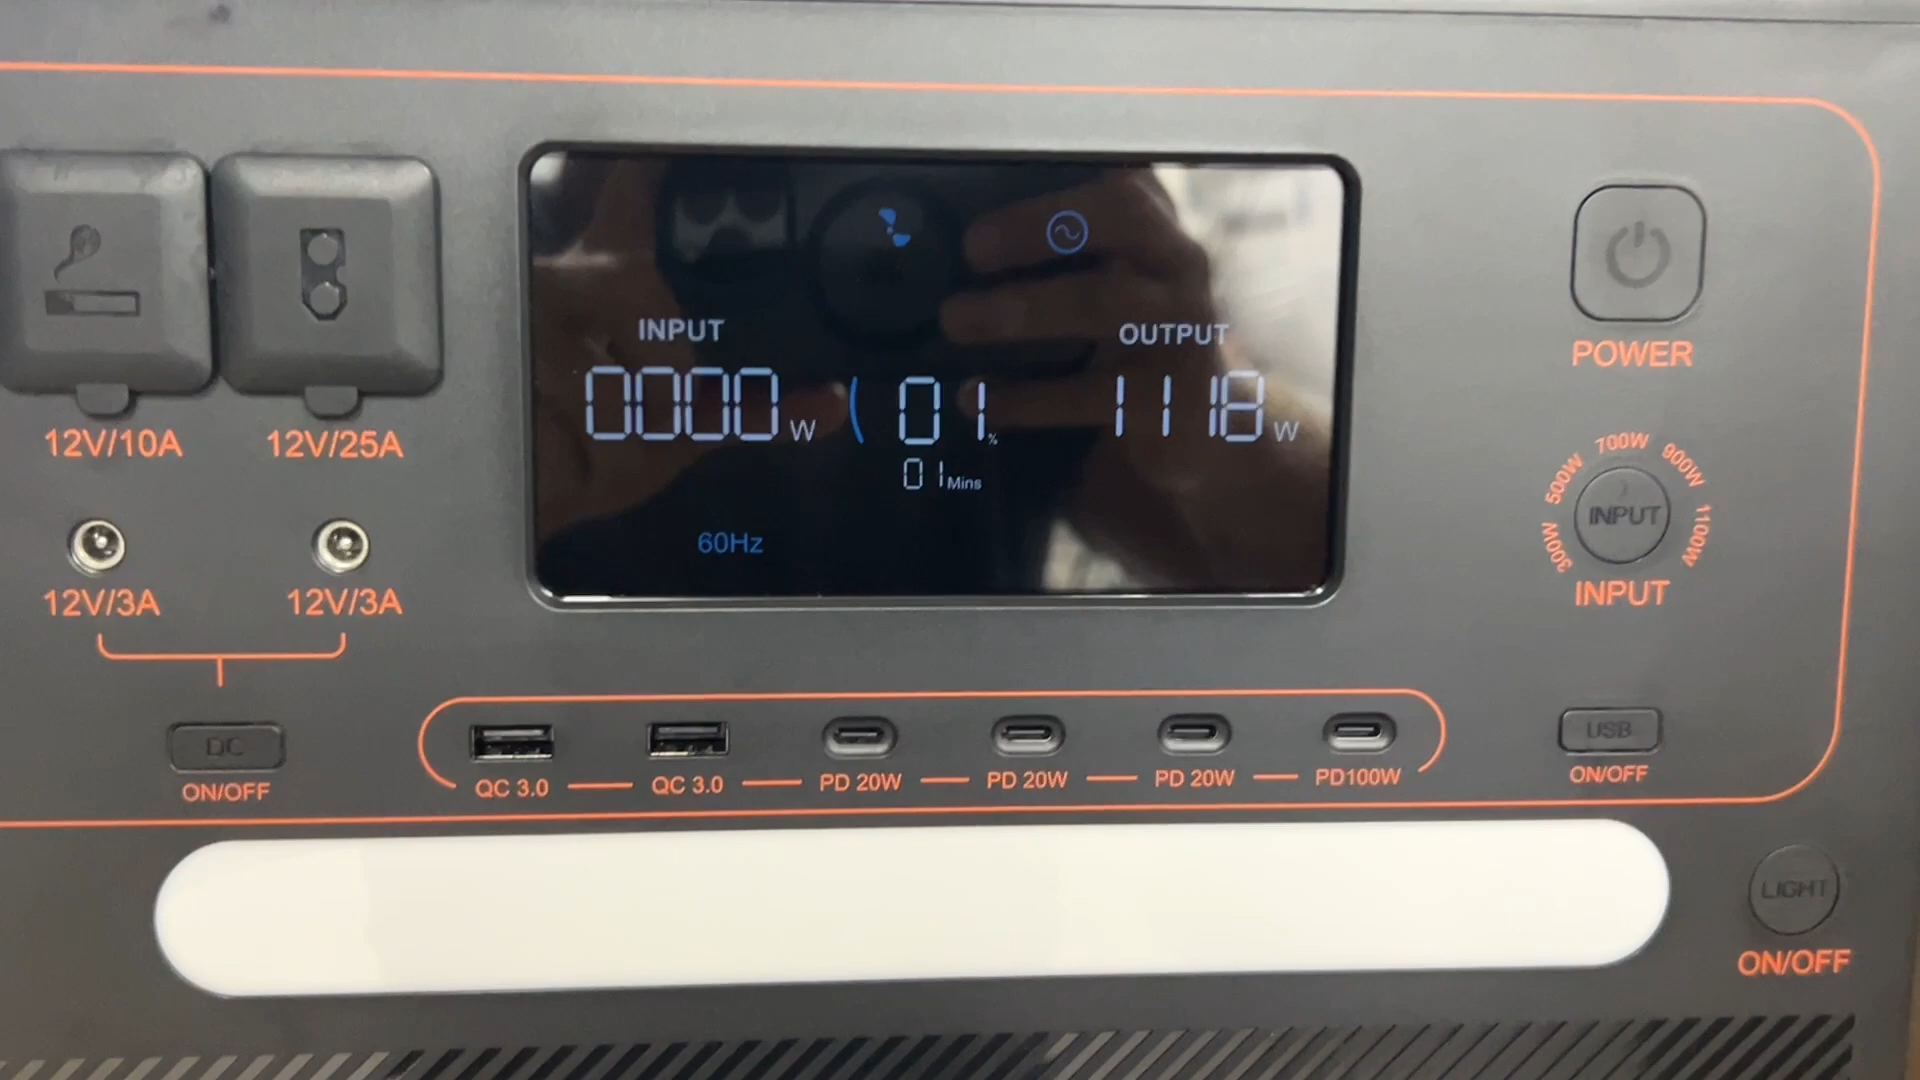 INPUT
OUTPUT
0000 W
01 %
1118 W
01 Mins
60Hz
POWER
12V/10A
12V/25A
12V/3A
12V/3A
300W
500W
700W
900W
1100W
INPUT
INPUT
DC
ON/OFF
QC 3.0
QC 3.0
PD 20W
PD 20W
PD 20W
PD100W
USB
ON/OFF
LIGHT
ON/OFF